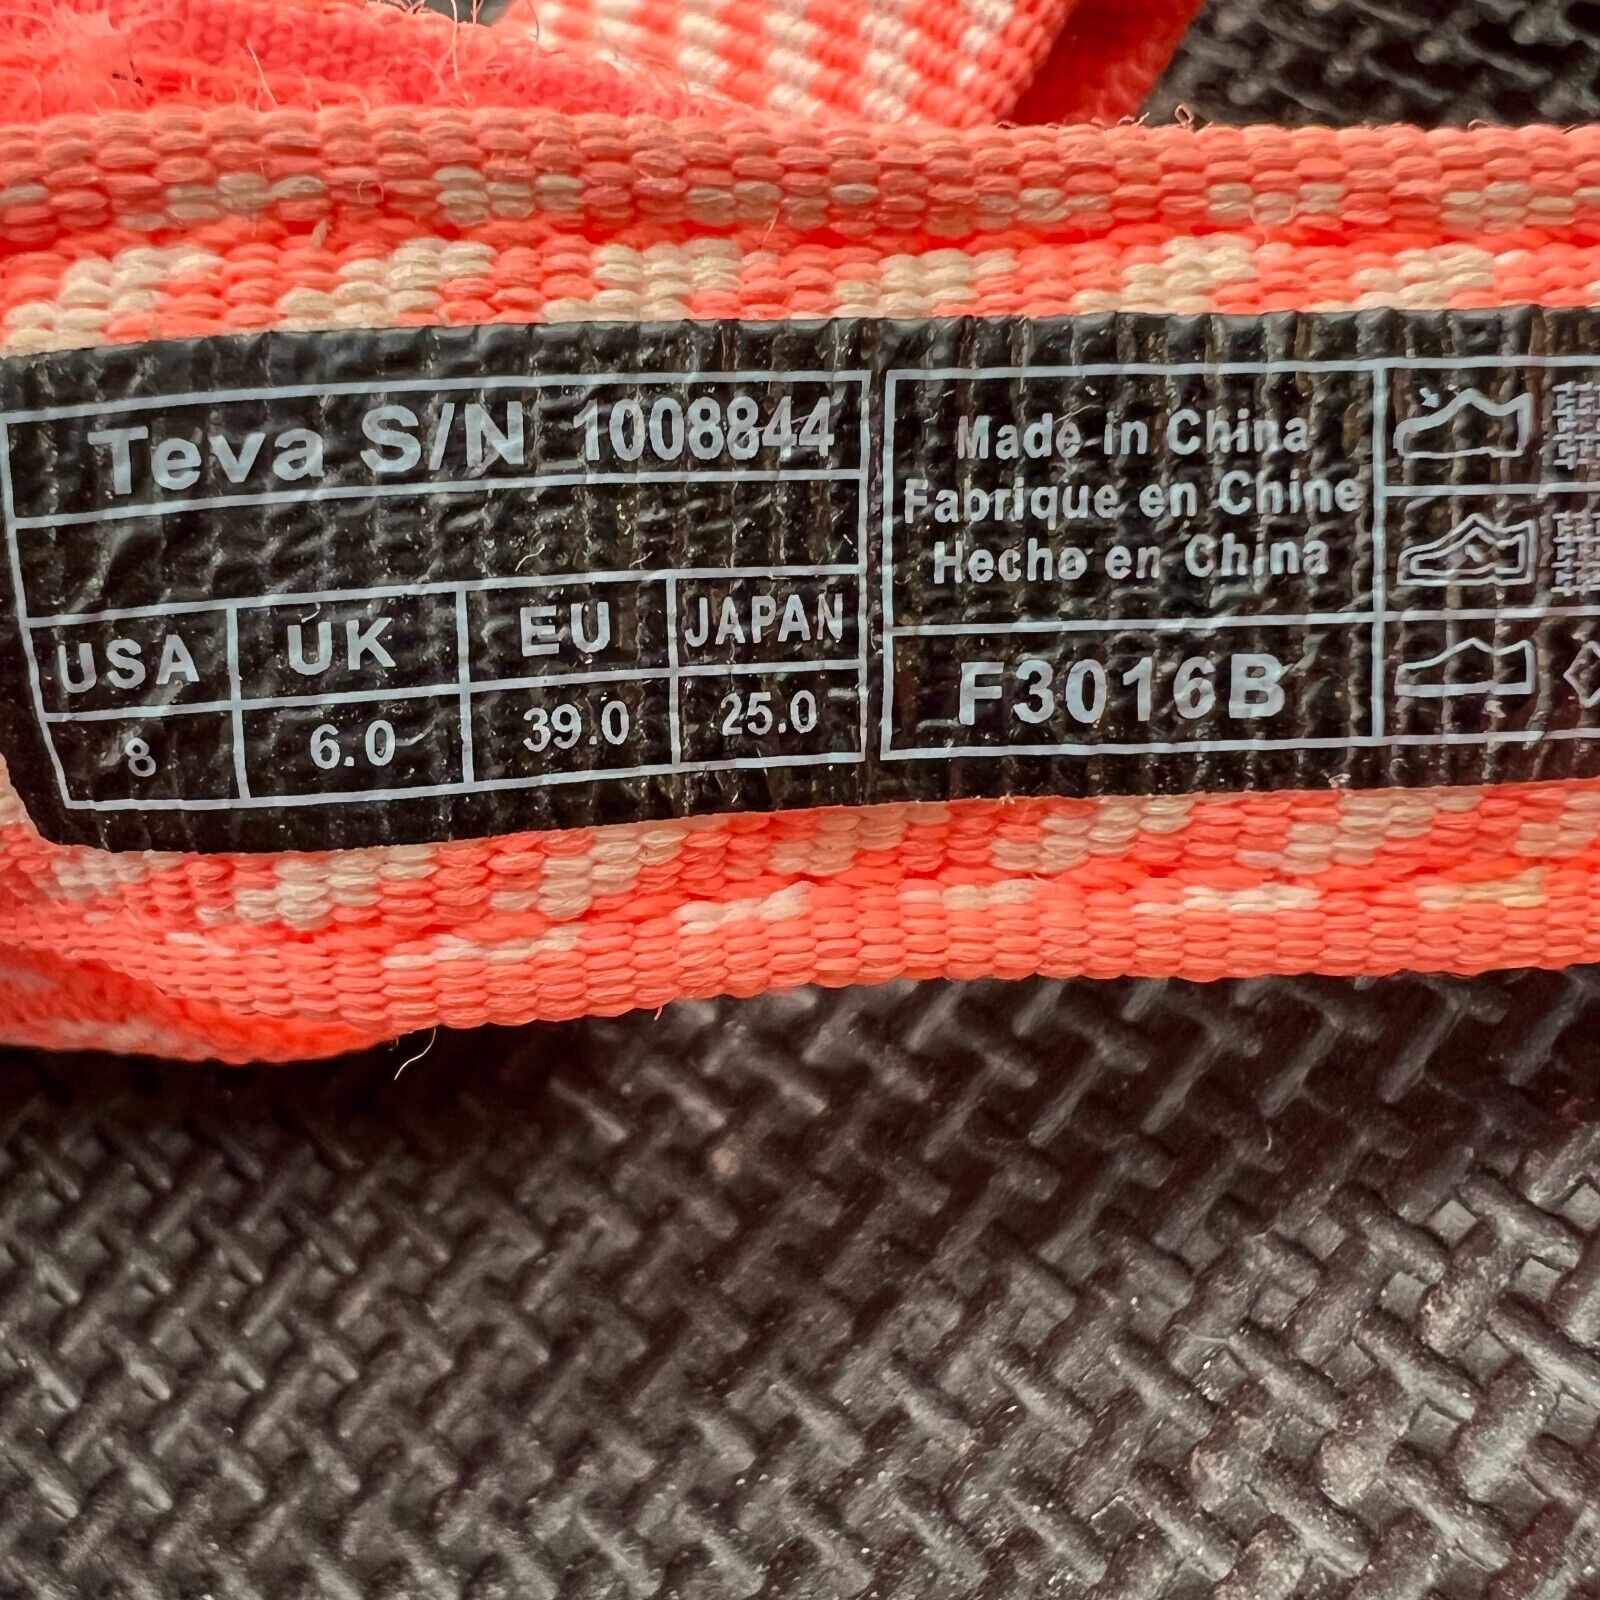 Teva S/N 1008844
USA UK EU JAPAN
8 6.0 39.0 25.0
Made in China
Fabrique en Chine
Hecho en China
F3016B